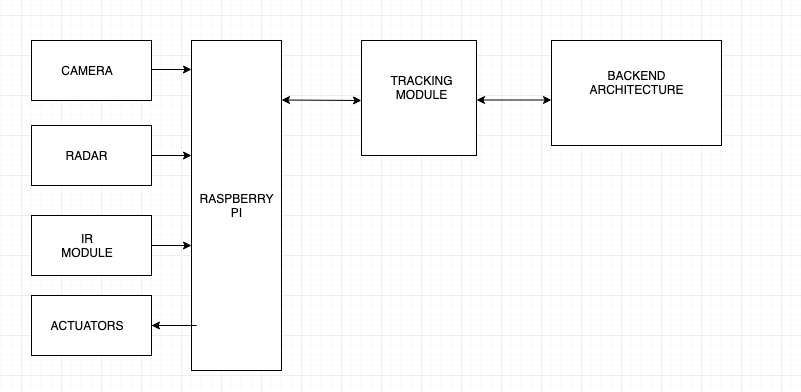 CAMERA
RADAR
IR
MODULE
ACTUATORS
RASPBERRY
PI
TRACKING
MODULE
BACKEND
ARCHITECTURE